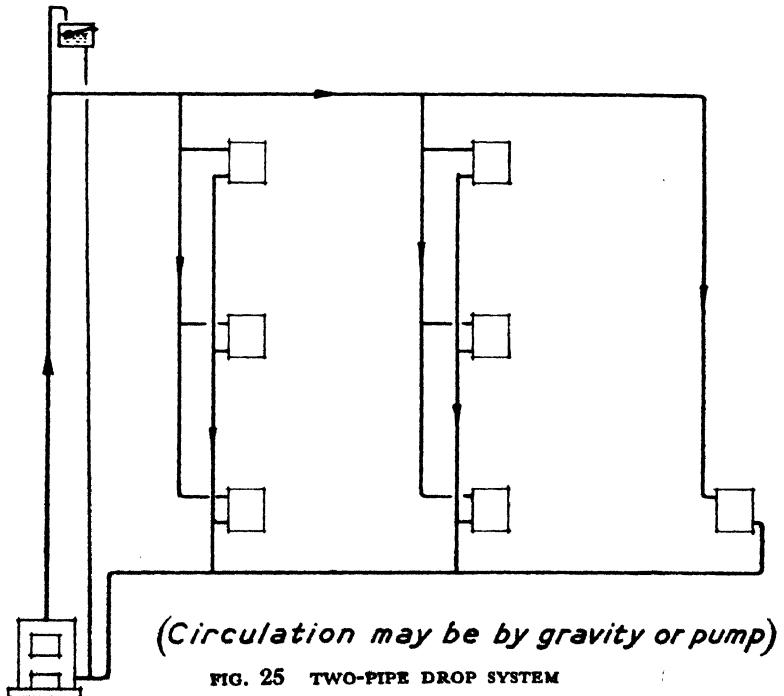 (Circulation may be by gravity or pump)
FIG. 25 TWO-PIPE DROP SYSTEM